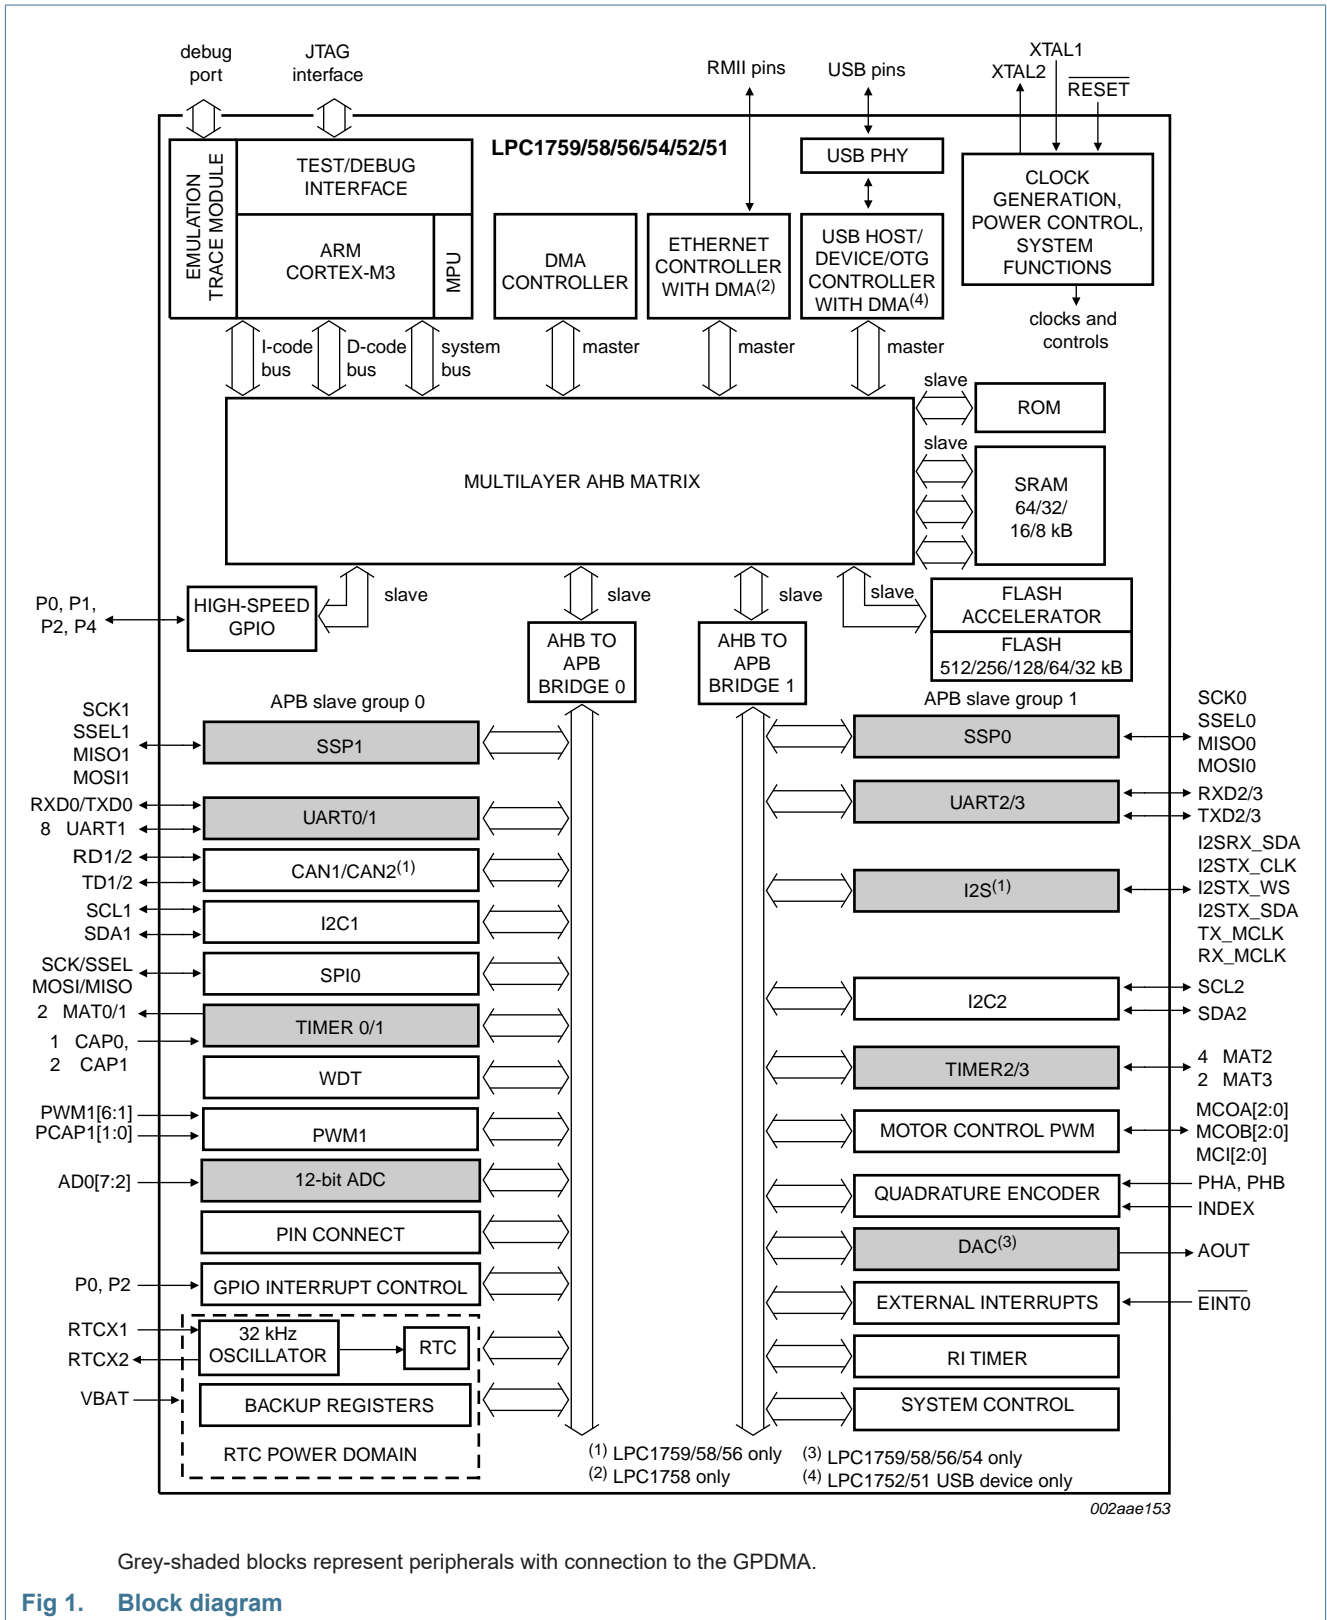 debug
port
JTAG
interface
RMII pins
USB pins
XTAL1
XTAL2
RESET
LPC1759/58/56/54/52/51
EMULATION
TRACE MODULE
TEST/DEBUG
INTERFACE
ARM
CORTEX-M3
MPU
DMA
CONTROLLER
ETHERNET
CONTROLLER
WITH DMA(2)
USB PHY
USB HOST/
DEVICE/OTG
CONTROLLER
WITH DMA(4)
CLOCK
GENERATION,
POWER CONTROL,
SYSTEM
FUNCTIONS
clocks and
controls
I-code
bus
D-code
bus
system
bus
master
master
master
MULTILAYER AHB MATRIX
slave
ROM
slave
SRAM
64/32/
16/8 kB
P0, P1,
P2, P4
HIGH-SPEED
GPIO
slave
slave
slave
slave
AHB TO
APB
BRIDGE 0
AHB TO
APB
BRIDGE 1
FLASH
ACCELERATOR
FLASH
512/256/128/64/32 kB
APB slave group 0
SCK1
SSEL1
MISO1
MOSI1
SSP1
RXD0/TXD0
8 UART1
UART0/1
RD1/2
TD1/2
CAN1/CAN2(1)
SCL1
SDA1
I2C1
SCK/SSEL
MOSI/MISO
SPI0
2 MAT0/1
1 CAP0,
2 CAP1
TIMER 0/1
WDT
PWM1[6:1]
PCAP1[1:0]
PWM1
AD0[7:2]
12-bit ADC
PIN CONNECT
P0, P2
GPIO INTERRUPT CONTROL
RTCX1
RTCX2
32 kHz
OSCILLATOR
RTC
VBAT
BACKUP REGISTERS
RTC POWER DOMAIN
APB slave group 1
SSP0
SCK0
SSEL0
MISO0
MOSI0
UART2/3
RXD2/3
TXD2/3
I2S(1)
I2SRX_SDA
I2STX_CLK
I2STX_WS
I2STX_SDA
TX_MCLK
RX_MCLK
I2C2
SCL2
SDA2
TIMER2/3
4 MAT2
2 MAT3
MOTOR CONTROL PWM
MCOA[2:0]
MCOB[2:0]
MCI[2:0]
QUADRATURE ENCODER
PHA, PHB
INDEX
DAC(3)
AOUT
EXTERNAL INTERRUPTS
EINT0
RI TIMER
SYSTEM CONTROL
(1) LPC1759/58/56 only
(2) LPC1758 only
(3) LPC1759/58/56/54 only
(4) LPC1752/51 USB device only
002aae153
Grey-shaded blocks represent peripherals with connection to the GPDMA.
Fig 1. Block diagram